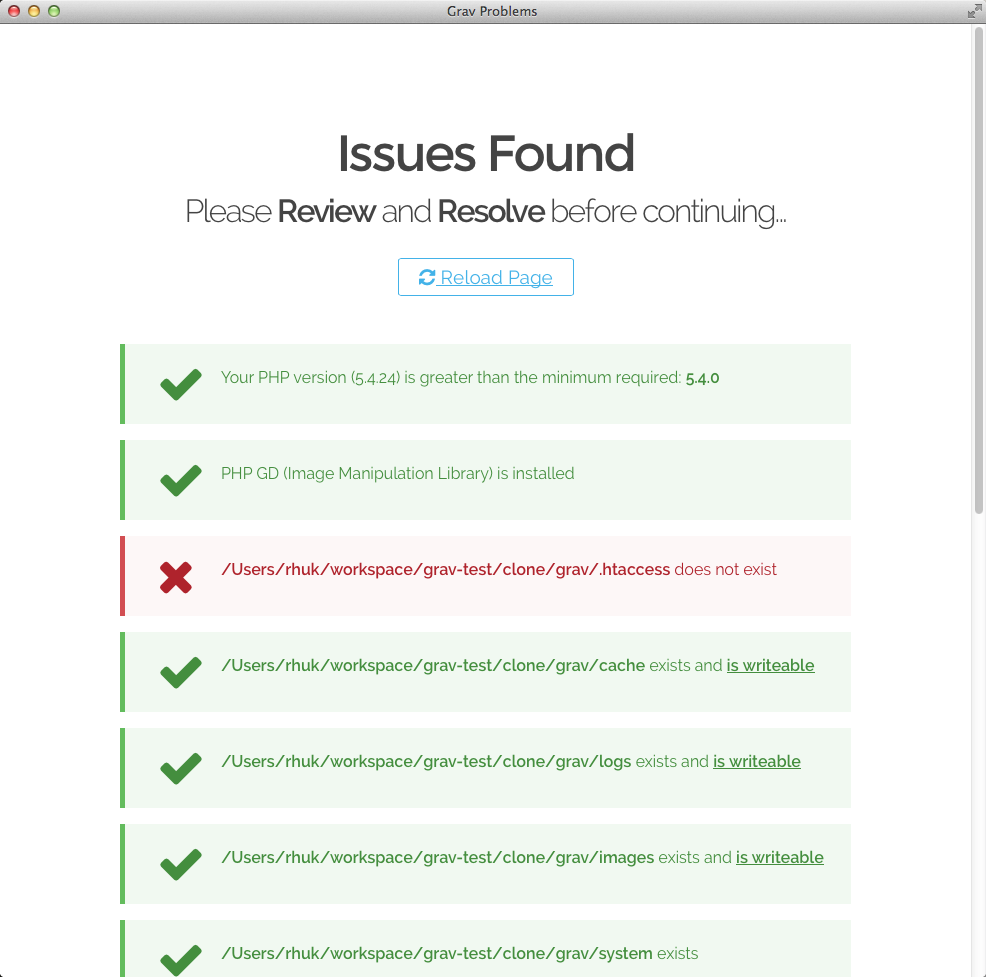 Grav Problems
Issues Found
Please Review and Resolve before continuing...
Reload Page
Your PHP version (5.4.24) is greater than the minimum required: 5.4.0
PHP GD (Image Manipulation Library) is installed
/Users/rhuk/workspace/grav-test/clone/grav/.htaccess does not exist
/Users/rhuk/workspace/grav-test/clone/grav/cache exists and is writeable
/Users/rhuk/workspace/grav-test/clone/grav/logs exists and is writeable
/Users/rhuk/workspace/grav-test/clone/grav/images exists and is writeable
/Users/rhuk/workspace/grav-test/clone/grav/system exists